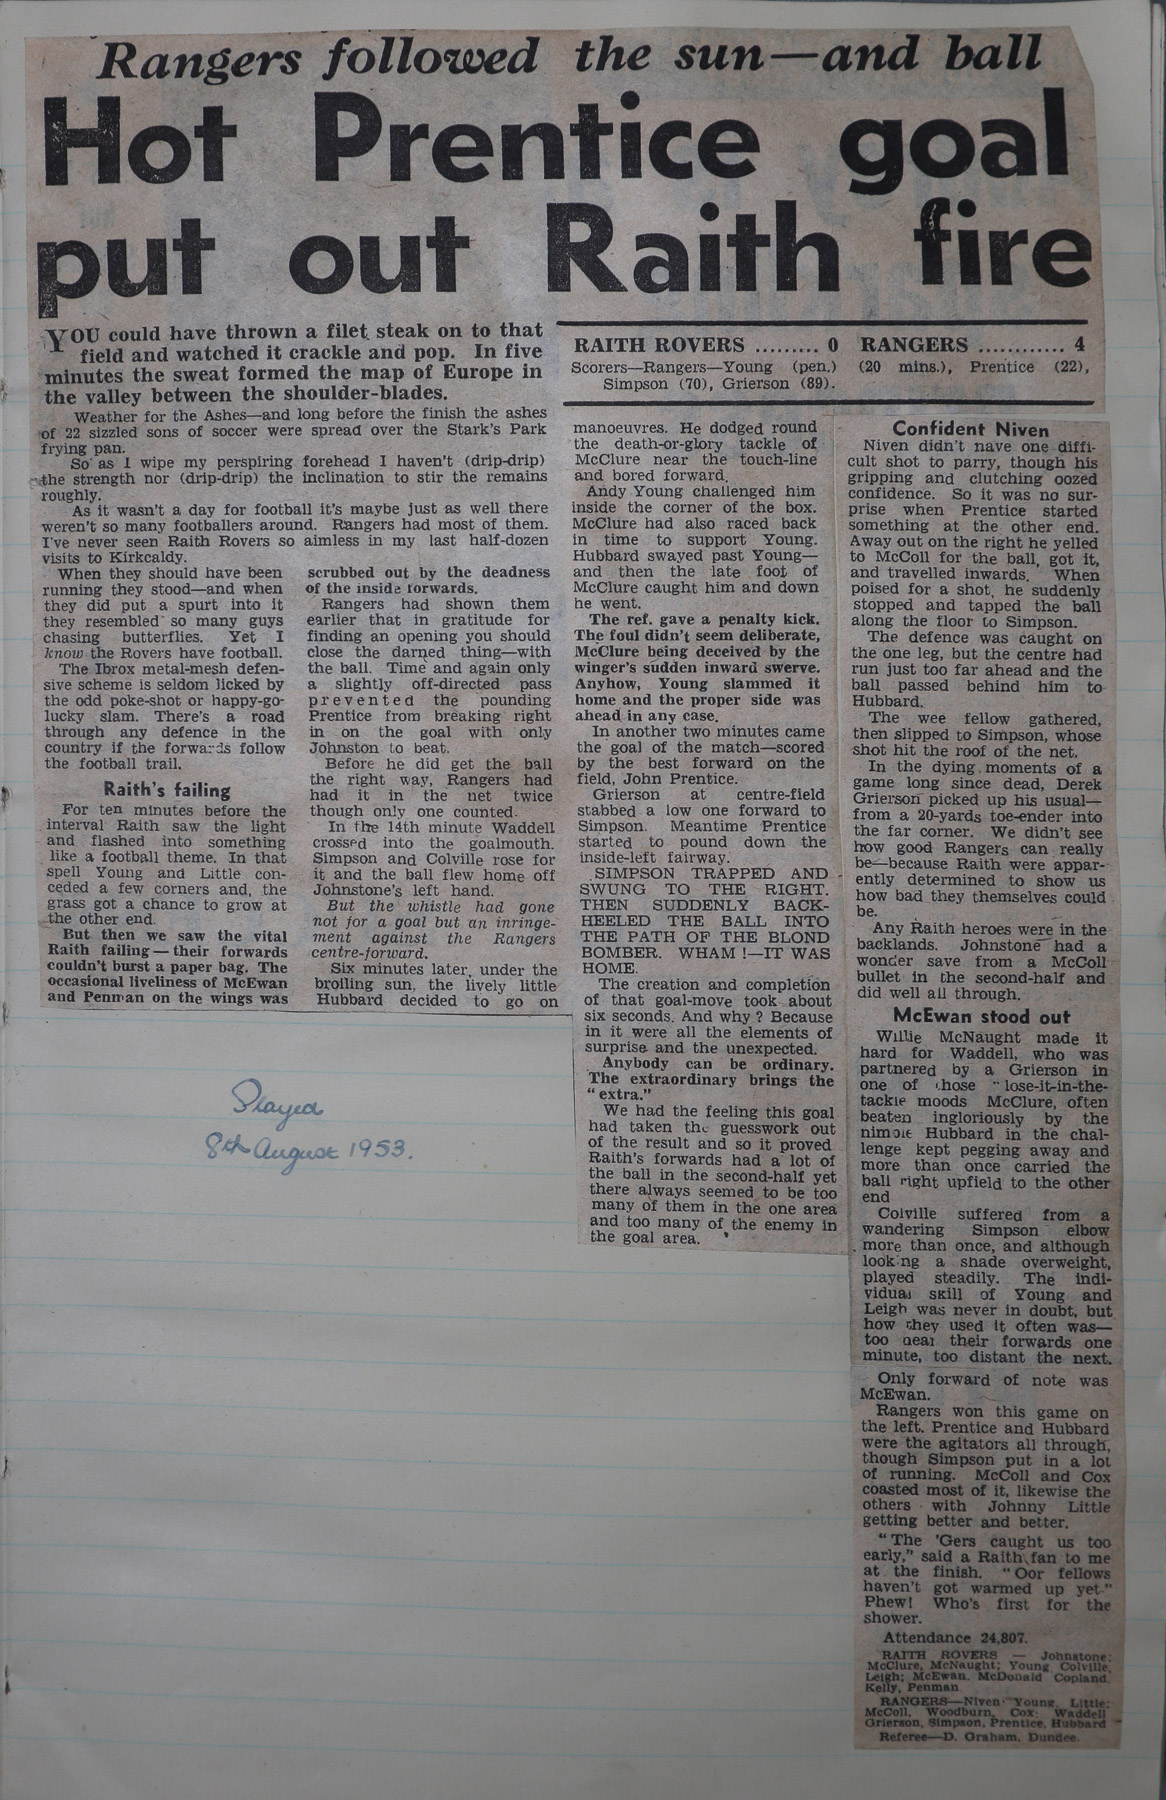 Rangers followed the sun—and ball
Hot Prentice goal
put out Raith fire
YOU could have thrown a filet steak on to that
field and watched it crackle and pop. In five
minutes the sweat formed the map of Europe in
the valley between the shoulder-blades.
Weather for the Ashes—and long before the finish the ashes
of 22 sizzled sons of soccer were spread over the Stark's Park
frying pan.
So as I wipe my perspiring forehead I haven't (drip-drip)
the strength nor (drip-drip) the inclination to stir the remains
roughly.
As it wasn't a day for football it's maybe just as well there
weren't so many footballers around. Rangers had most of them.
I've never seen Raith Rovers so aimless in my last half-dozen
visits to Kirkcaldy.
When they should have been
running they stood—and when
they did put a spurt into it
they resembled so many guys
chasing butterflies. Yet I
know the Rovers have football.
The Ibrox metal-mesh defen-
sive scheme is seldom licked by
the odd poke-shot or happy-go-
lucky slam. There's a road
through any defence in the
country if the forwards follow
the football trail.
Raith's failing
For ten minutes before the
interval Raith saw the light
and flashed into something
like a football theme. In that
spell Young and Little con-
ceded a few corners and, the
grass got a chance to grow at
the other end.
But then we saw the vital
Raith failing—their forwards
couldn't burst a paper bag. The
occasional liveliness of McEwan
and Penman on the wings was
scrubbed out by the deadness
of the inside forwards.
Rangers had shown them
earlier that in gratitude for
finding an opening you should
close the darned thing—with
the ball. Time and again only
a slightly off-directed pass
prevented the pounding
Prentice from breaking right
in on the goal with only
Johnston to beat.
Before he did get the ball
the right way, Rangers had
had it in the net twice
though only one counted.
In the 14th minute Waddell
crossed into the goalmouth.
Simpson and Colville rose for
it and the ball flew home off
Johnstone's left hand.
But the whistle had gone
not for a goal but an infringe-
ment against the Rangers
centre-forward.
Six minutes later, under the
broiling sun, the lively little
Hubbard decided to go on
RAITH ROVERS ......... 0 RANGERS ............ 4
Scorers—Rangers—Young (pen.) (20 mins.), Prentice (22),
Simpson (70), Grierson (89).
manoeuvres. He dodged round
the death-or-glory tackle of
McClure near the touch-line
and bored forward.
Andy Young challenged him
inside the corner of the box.
McClure had also raced back
in time to support Young.
Hubbard swayed past Young—
and then the late foot of
McClure caught him and down
he went.
The ref. gave a penalty kick.
The foul didn't seem deliberate,
McClure being deceived by the
winger's sudden inward swerve.
Anyhow, Young slammed it
home and the proper side was
ahead in any case.
In another two minutes came
the goal of the match—scored
by the best forward on the
field, John Prentice.
Grierson at centre-field
stabbed a low one forward to
Simpson. Meantime Prentice
started to pound down the
inside-left fairway.
SIMPSON TRAPPED AND
SWUNG TO THE RIGHT.
THEN SUDDENLY BACK-
HEELED THE BALL INTO
THE PATH OF THE BLOND
BOMBER. WHAM!—IT WAS
HOME.
The creation and completion
of that goal-move took about
six seconds. And why? Because
in it were all the elements of
surprise and the unexpected.
Anybody can be ordinary.
The extraordinary brings the
"extra."
We had the feeling this goal
had taken the guesswork out
of the result and so it proved
Raith's forwards had a lot of
the ball in the second-half yet
there always seemed to be too
many of them in the one area
and too many of the enemy in
the goal area.
Confident Niven
Niven didn't have one diffi-
cult shot to parry, though his
gripping and clutching oozed
confidence. So it was no sur-
prise when Prentice started
something at the other end.
Away out on the right he yelled
to McColl for the ball, got it,
and travelled inwards. When
poised for a shot, he suddenly
stopped and tapped the ball
along the floor to Simpson.
The defence was caught on
the one leg, but the centre had
run just too far ahead and the
ball passed behind him to
Hubbard.
The wee fellow gathered,
then slipped to Simpson, whose
shot hit the roof of the net.
In the dying moments of a
game long since dead, Derek
Grierson picked up his usual—
from a 20-yards toe-ender into
the far corner. We didn't see
how good Rangers can really
be—because Raith were appar-
ently determined to show us
how bad they themselves could
be.
Any Raith heroes were in the
backlands. Johnstone had a
wonder save from a McColl
bullet in the second-half and
did well all through.
McEwan stood out
Willie McNaught made it
hard for Waddell, who was
partnered by a Grierson in
one of those "lose-it-in-the-
tackle moods McClure, often
beaten ingloriously by the
nimble Hubbard in the chal-
lenge kept pegging away and
more than once carried the
ball right upfield to the other
end
Colville suffered from a
wandering Simpson elbow
more than once, and although
looking a shade overweight,
played steadily. The indi-
vidual skill of Young and
Leigh was never in doubt, but
how they used it often was—
too near their forwards one
minute, too distant the next.
Only forward of note was
McEwan.
Rangers won this game on
the left. Prentice and Hubbard
were the agitators all through,
though Simpson put in a lot
of running. McColl and Cox
coasted most of it, likewise the
others with Johnny Little
getting better and better.
"The 'Gers caught us too
early," said a Raith fan to me
at the finish. "Oor fellows
haven't got warmed up yet"
Phew! Who's first for the
shower.
Attendance 24,807.
RAITH ROVERS — Johnstone;
McClure, McNaught; Young, Colville,
Leigh; McEwan, McDonald Copland,
Kelly, Penman
RANGERS—Niven; Young, Little;
McColl, Woodburn, Cox; Waddell
Grierson, Simpson, Prentice, Hubbard
Referee—D. Graham, Dundee.
Played
8th August 1953.